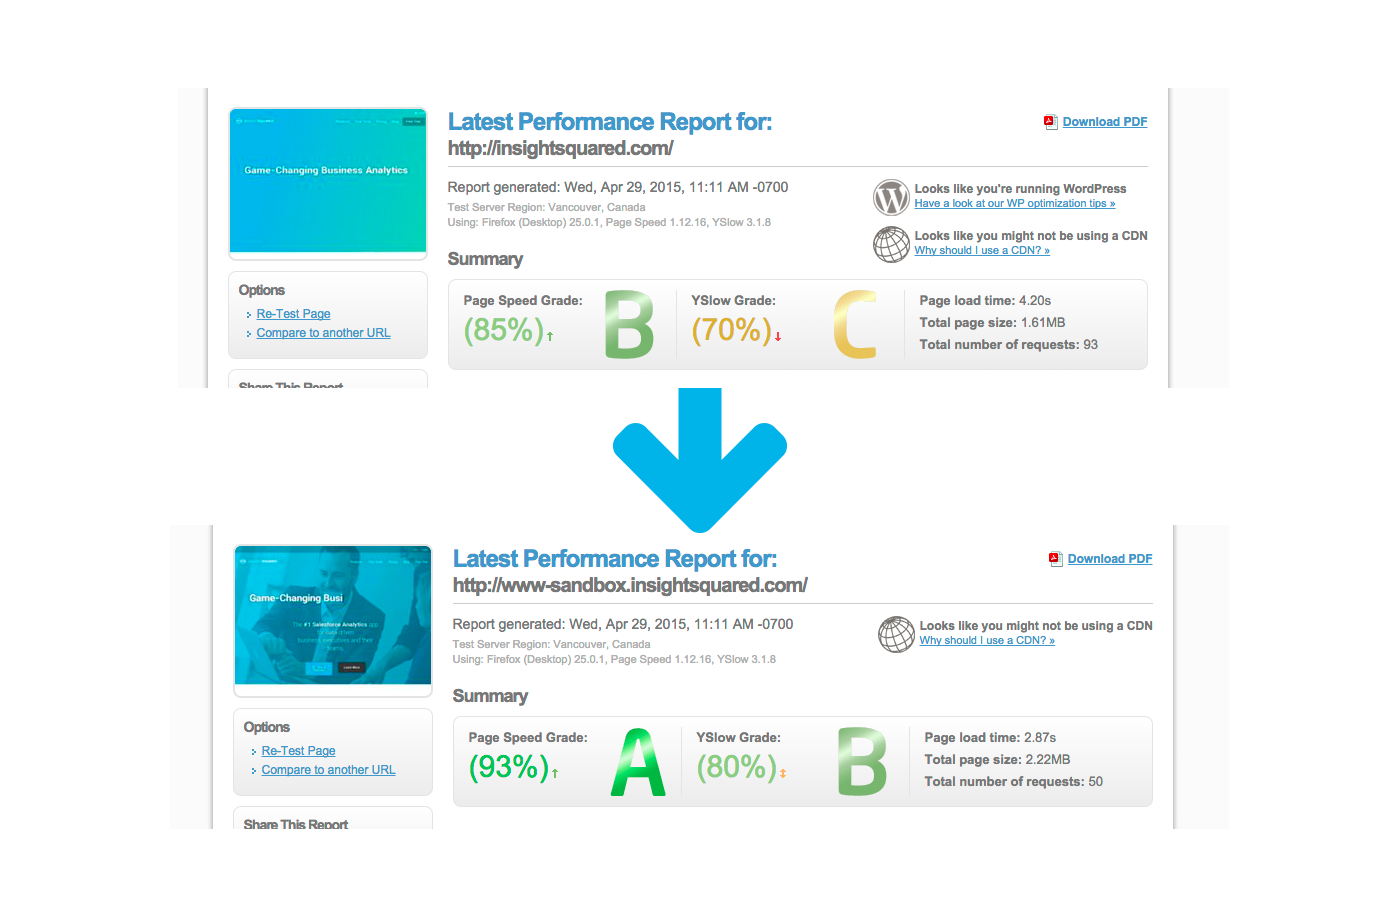 Game-Changing Business Analytics
Latest Performance Report for:
http://insightsquared.com/
Download PDF
Report generated: Wed, Apr 29, 2015, 11:11 AM -0700
Test Server Region: Vancouver, Canada
Using: Firefox (Desktop) 25.0.1, Page Speed 1.12.16, YSlow 3.1.8
Looks like you're running WordPress
Have a look at our WP optimization tips »
Looks like you might not be using a CDN
Why should I use a CDN? »
Options
Re-Test Page
Compare to another URL
Share This Report
Summary
Page Speed Grade:
(85%)
B
YSlow Grade:
(70%)
C
Page load time: 4.20s
Total page size: 1.61MB
Total number of requests: 93
Game-Changing Busi
The #1 Salesforce Analytics app
for data driven
business executives and their
teams.
Latest Performance Report for:
http://www-sandbox.insightsquared.com/
Download PDF
Report generated: Wed, Apr 29, 2015, 11:11 AM -0700
Test Server Region: Vancouver, Canada
Using: Firefox (Desktop) 25.0.1, Page Speed 1.12.16, YSlow 3.1.8
Looks like you might not be using a CDN
Why should I use a CDN? »
Options
Re-Test Page
Compare to another URL
Share This Report
Summary
Page Speed Grade:
(93%)
A
YSlow Grade:
(80%)
B
Page load time: 2.87s
Total page size: 2.22MB
Total number of requests: 50